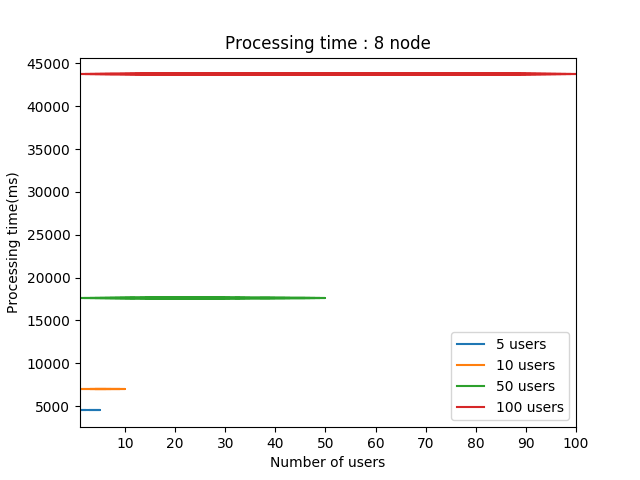 Processing time : 8 node
45000
40000
35000
30000
25000
20000
15000
10000
5000
Processing time(ms)
5 users
10 users
50 users
100 users
10 20 30 40 50 60 70 80 90 100
Number of users